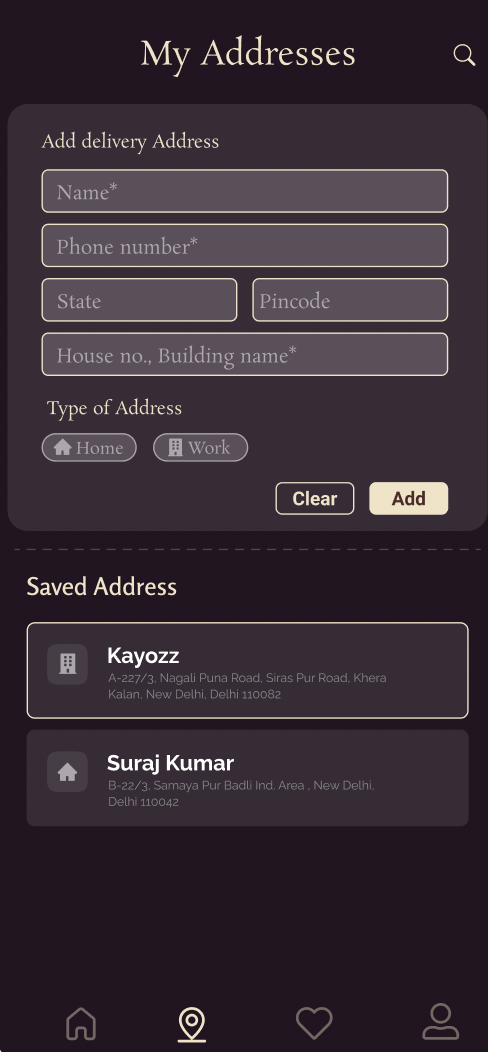 My Addresses
Add delivery Address
Name*
Phone number*
State
Pincode
House no., Building name*
Type of Address
Home
Work
Clear
Add
Saved Address
Kayozz
A-227/3, Nagali Puna Road, Siras Pur Road, Khera
Kalan, New Delhi, Delhi 110082
Suraj Kumar
B-22/3, Samaya Pur Badli Ind. Area , New Delhi,
Delhi 110042